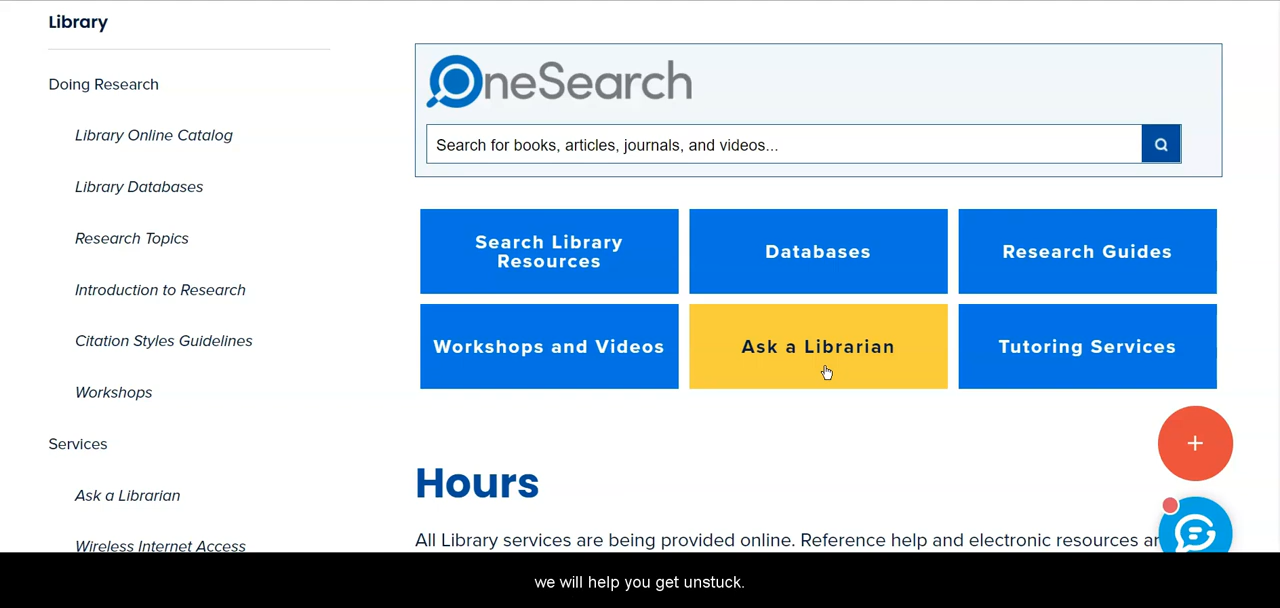 Library
Doing Research
Library Online Catalog
Library Databases
Research Topics
Introduction to Research
Citation Styles Guidelines
Workshops
Services
Ask a Librarian
Wireless Internet Access
OneSearch
Search for books, articles, journals, and videos...
Search Library
Resources
Databases
Research Guides
Workshops and Videos
Ask a Librarian
Tutoring Services
Hours
All Library services are being provided online. Reference help and electronic resources
we will help you get unstuck.